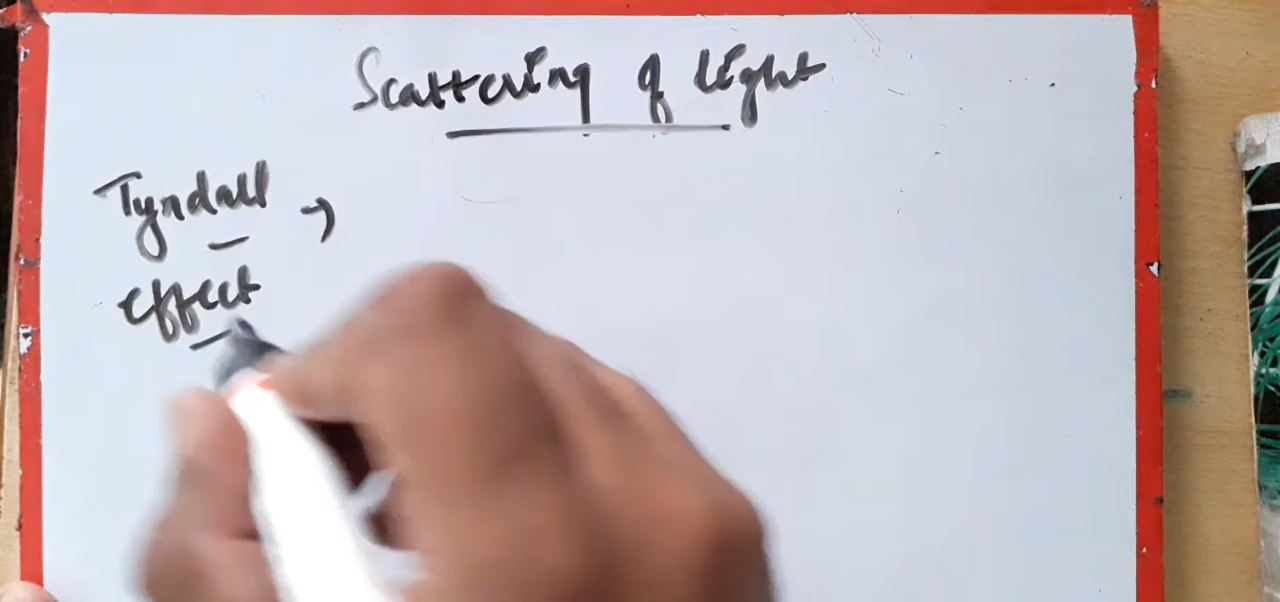 Scattering of light
Tyndall →
effect